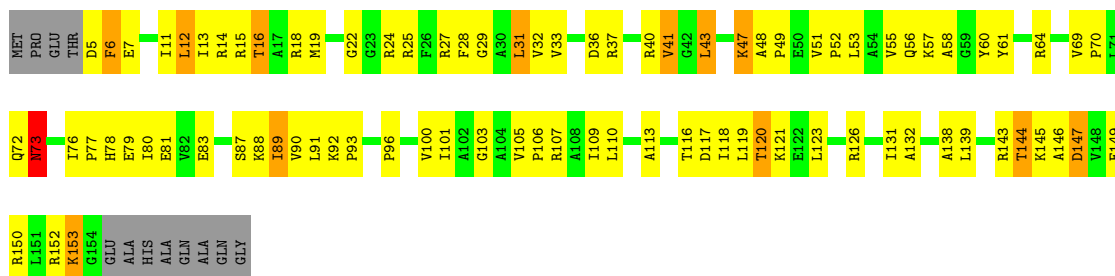 MET PRO GLU THR D5 F6 E7 I11 L12 I13 R14 R15 T16 A17 R18 M19 G22 G23 R24 R25 F26 R27 F28 G29 A30 L31 V32 V33 D36 R37 R40 V41 G42 L43 K47 A48 P49 E50 V51 P52 L53 A54 V55 Q56 K57 A58 G59 Y60 Y61 R64 V69 P70 L71
Q72 N73 I76 P77 H78 E79 I80 E81 V82 E83 S87 K88 I89 V90 L91 K92 P93 P96 V100 I101 A102 G103 A104 V105 P106 R107 A108 I109 L110 A113 T116 D117 I118 L119 T120 K121 E122 L123 R126 I131 A132 A138 L139 R143 T144 K145 A146 D147 V148 E149
R150 L151 R152 K153 G154 GLU ALA HIS ALA GLN ALA GLN GLY